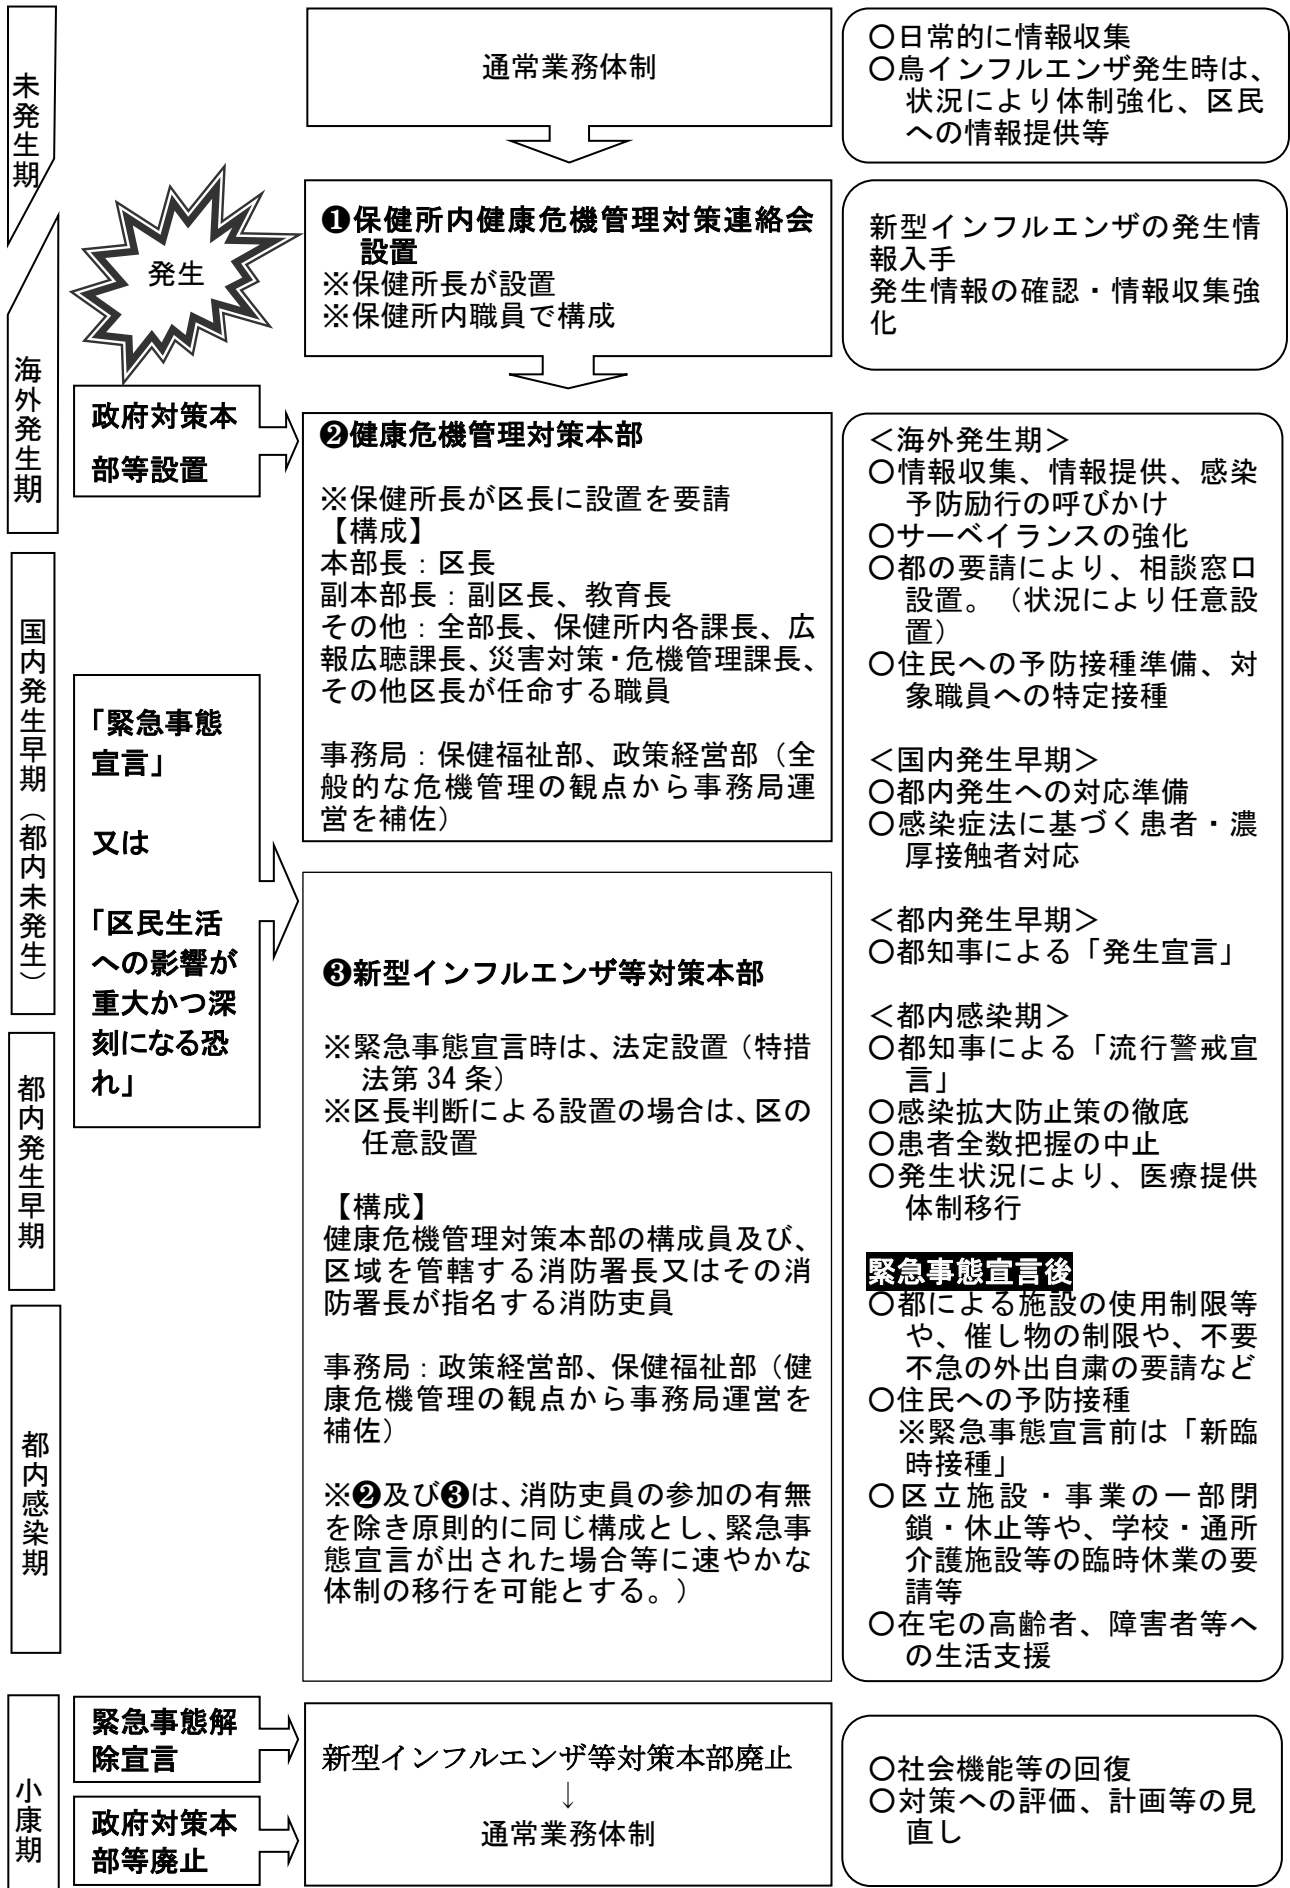 未発生期
通常業務体制
〇日常的に情報収集
〇鳥インフルエンザ発生時は、
状況により体制強化、区民
への情報提供等
発生
❶保健所内健康危機管理対策連絡会
設置
※保健所長が設置
※保健所内職員で構成
新型インフルエンザの発生情
報入手
発生情報の確認・情報収集強
化
海外発生期
政府対策本
部等設置
❷健康危機管理対策本部
※保健所長が区長に設置を要請
【構成】
本部長：区長
副本部長：副区長、教育長
その他：全部長、保健所内各課長、広
報広聴課長、災害対策・危機管理課長、
その他区長が任命する職員
事務局：保健福祉部、政策経営部（全
般的な危機管理の観点から事務局運
営を補佐）
＜海外発生期＞
〇情報収集、情報提供、感染
予防励行の呼びかけ
〇サーベイランスの強化
〇都の要請により、相談窓口
設置。（状況により任意設
置）
〇住民への予防接種準備、対
象職員への特定接種
＜国内発生早期＞
〇都内発生への対応準備
〇感染症法に基づく患者・濃
厚接触者対応
＜都内発生早期＞
〇都知事による「発生宣言」
＜都内感染期＞
〇都知事による「流行警戒宣
言」
〇感染拡大防止策の徹底
〇患者全数把握の中止
〇発生状況により、医療提供
体制移行
緊急事態宣言後
〇都による施設の使用制限等
や、催し物の制限や、不要
不急の外出自粛の要請など
〇住民への予防接種
※緊急事態宣言前は「新臨
時接種」
〇区立施設・事業の一部閉
鎖・休止等や、学校・通所
介護施設等の臨時休業の要
請等
〇在宅の高齢者、障害者等へ
の生活支援
国内発生早期（都内未発生）
「緊急事態
宣言」
又は
「区民生活
への影響が
重大かつ深
刻になる恐
れ」
❸新型インフルエンザ等対策本部
※緊急事態宣言時は、法定設置（特措
法第 34 条）
※区長判断による設置の場合は、区の
任意設置
【構成】
健康危機管理対策本部の構成員及び、
区域を管轄する消防署長又はその消
防署長が指名する消防吏員
事務局：政策経営部、保健福祉部（健
康危機管理の観点から事務局運営を
補佐）
※❷及び❸は、消防吏員の参加の有無
を除き原則的に同じ構成とし、緊急事
態宣言が出された場合等に速やかな
体制の移行を可能とする。）
都内発生早期
都内感染期
小康期
緊急事態解
除宣言
政府対策本
部等廃止
新型インフルエンザ等対策本部廃止
↓
通常業務体制
〇社会機能等の回復
〇対策への評価、計画等の見
直し